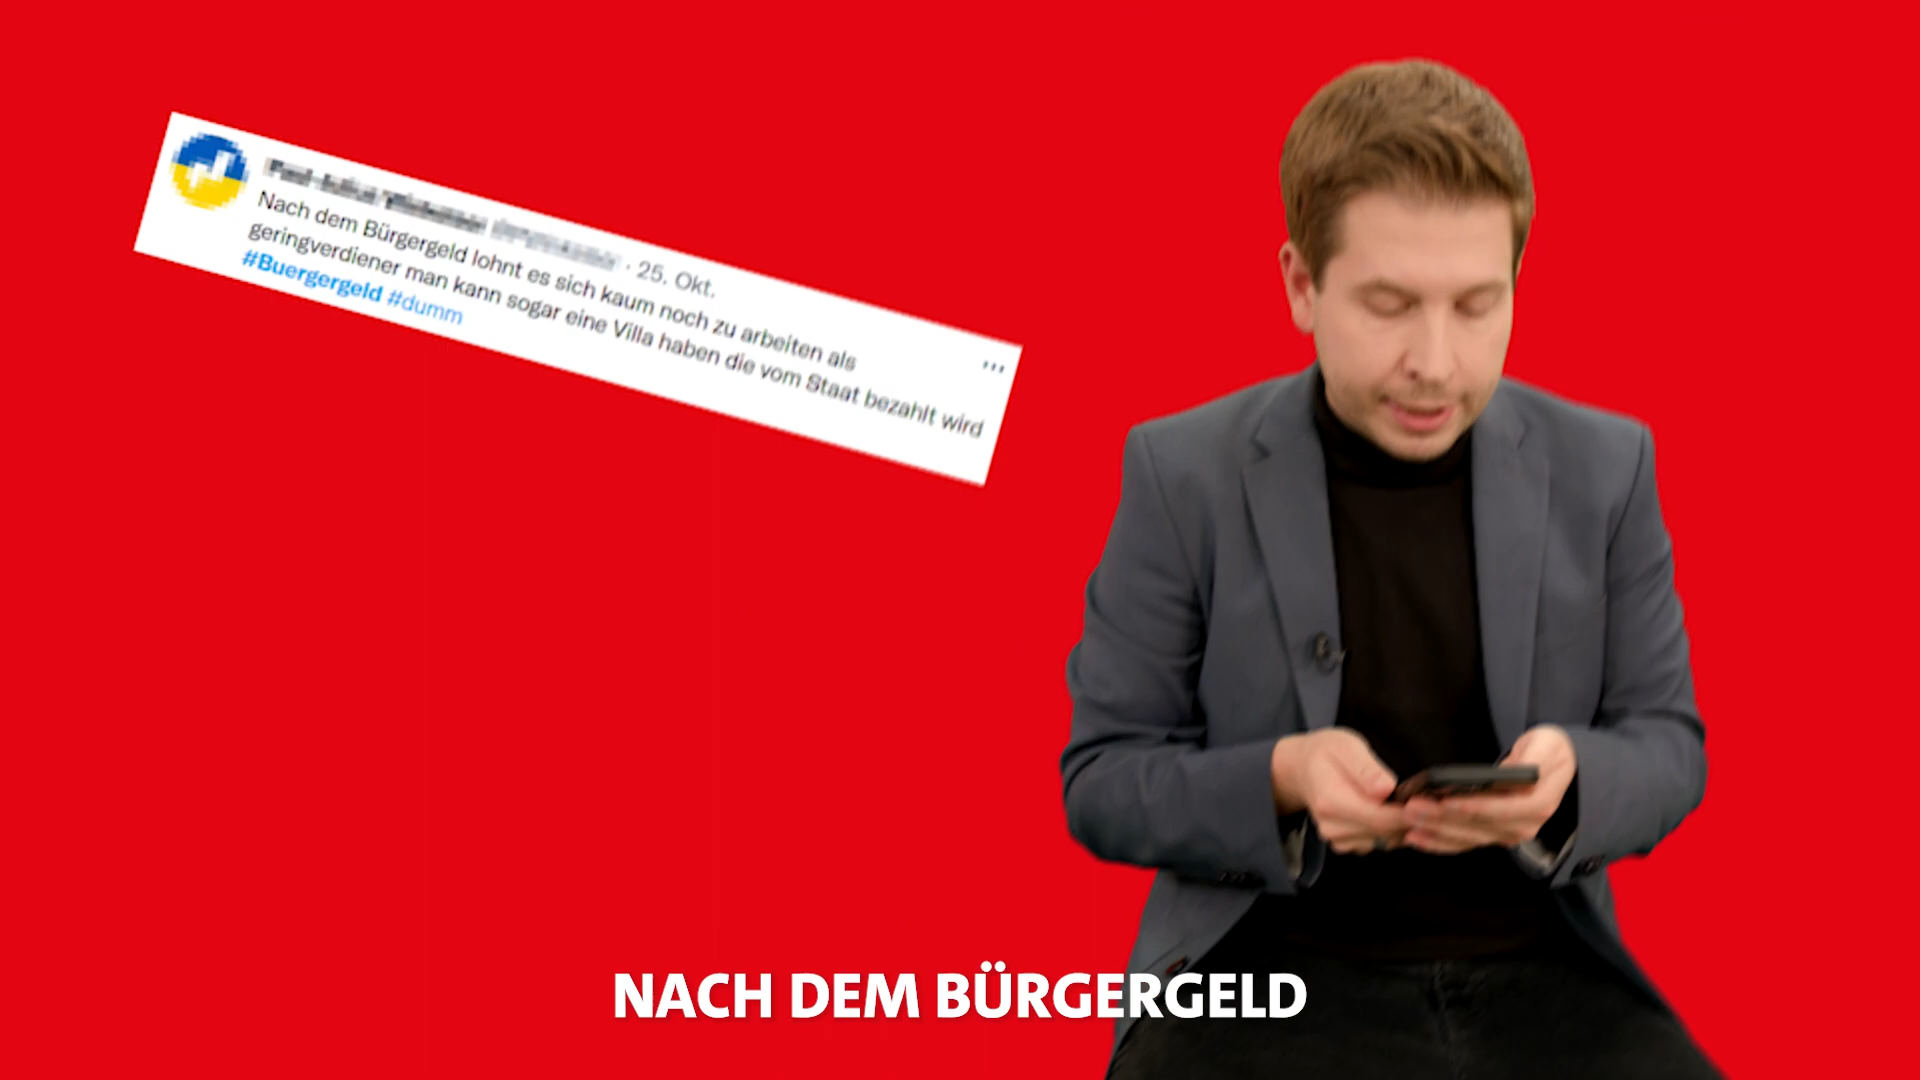 · 25. Okt.
Nach dem Bürgergeld lohnt es sich kaum noch zu arbeiten als
geringverdiener man kann sogar eine Villa haben die vom Staat bezahlt wird
#Buergergeld #dumm
NACH DEM BÜRGERGELD